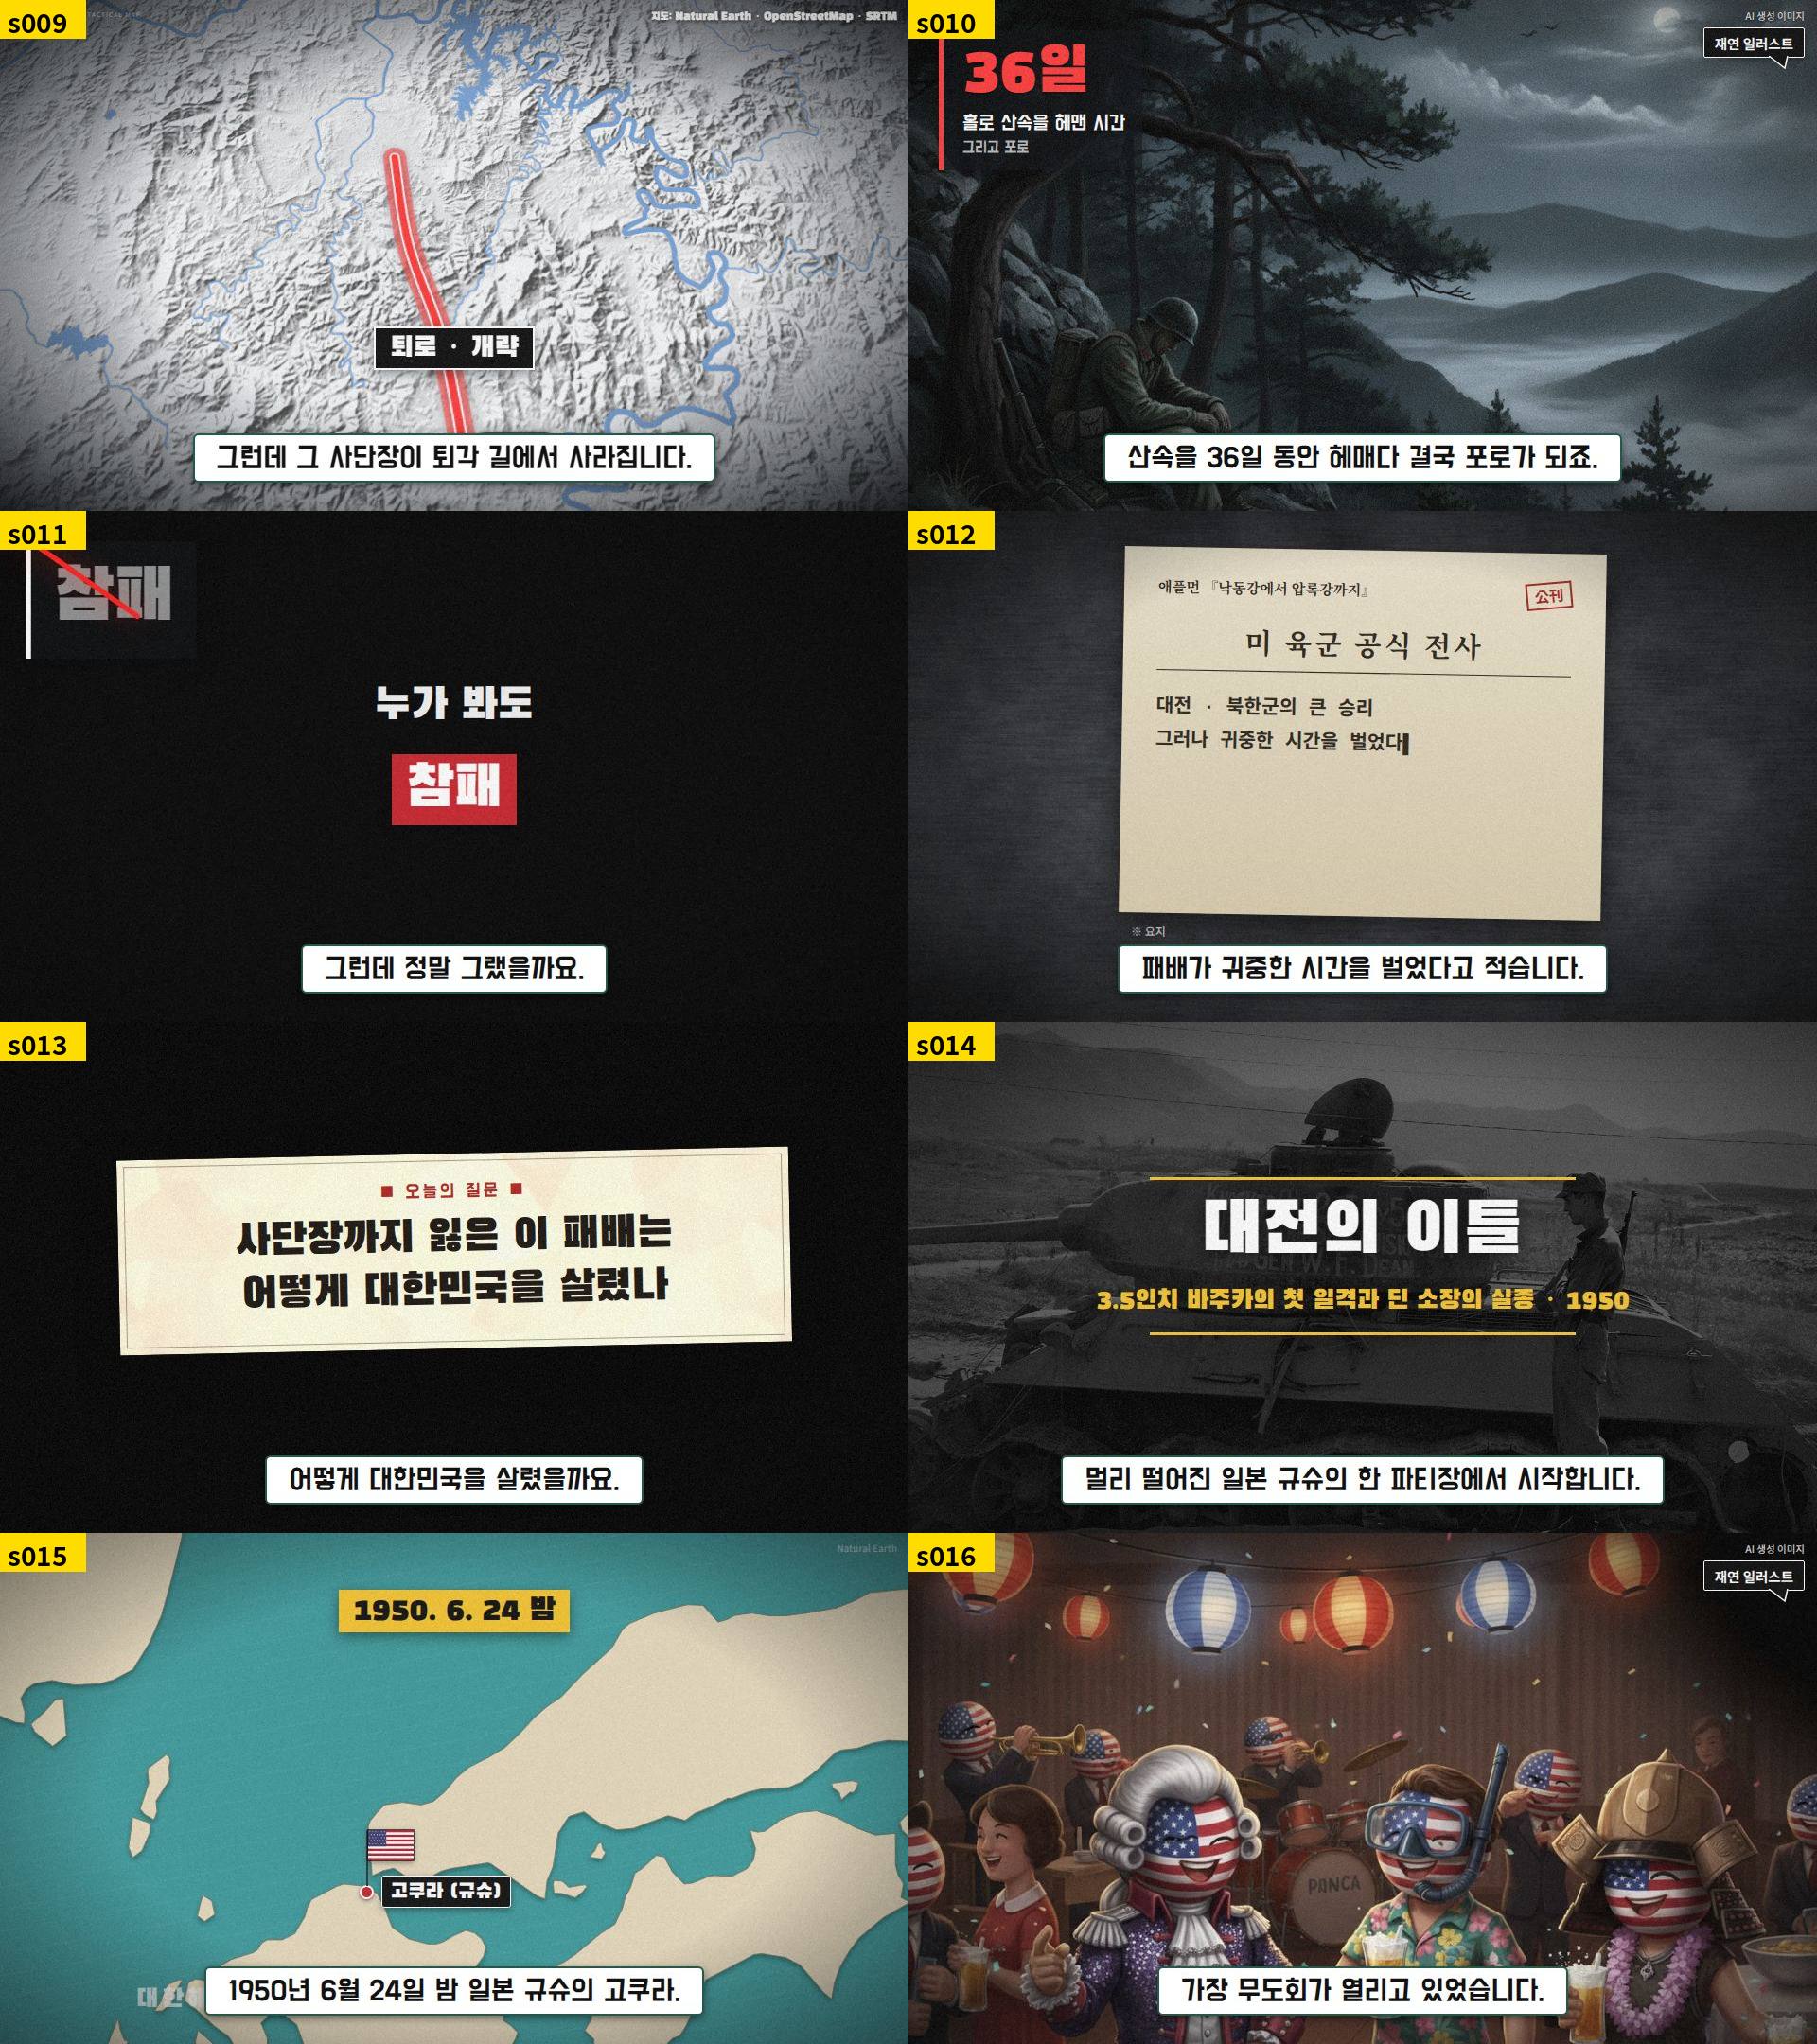 s009
지도: Natural Earth · OpenStreetMap · SRTM
퇴로 · 개략
그런데 그 사단장이 퇴각 길에서 사라집니다.
s010
AI 생성 이미지
재연 일러스트
36일
홀로 산속을 헤맨 시간
그리고 포로
산속을 36일 동안 헤매다 결국 포로가 되죠.
s011
참패
누가 봐도
참패
그런데 정말 그랬을까요.
s012
애플먼 『낙동강에서 압록강까지』
公刊
미 육군 공식 전사
대전 · 북한군의 큰 승리
그러나 귀중한 시간을 벌었다
※ 요지
패배가 귀중한 시간을 벌었다고 적습니다.
s013
■ 오늘의 질문 ■
사단장까지 잃은 이 패배는
어떻게 대한민국을 살렸나
어떻게 대한민국을 살렸을까요.
s014
대전의 이틀
GEN W. F. DEAN
3.5인치 바주카의 첫 일격과 딘 소장의 실종 · 1950
멀리 떨어진 일본 규슈의 한 파티장에서 시작합니다.
s015
Natural Earth
1950. 6. 24 밤
고쿠라 (규슈)
대한
1950년 6월 24일 밤 일본 규슈의 고쿠라.
s016
AI 생성 이미지
재연 일러스트
PANCA
가장 무도회가 열리고 있었습니다.